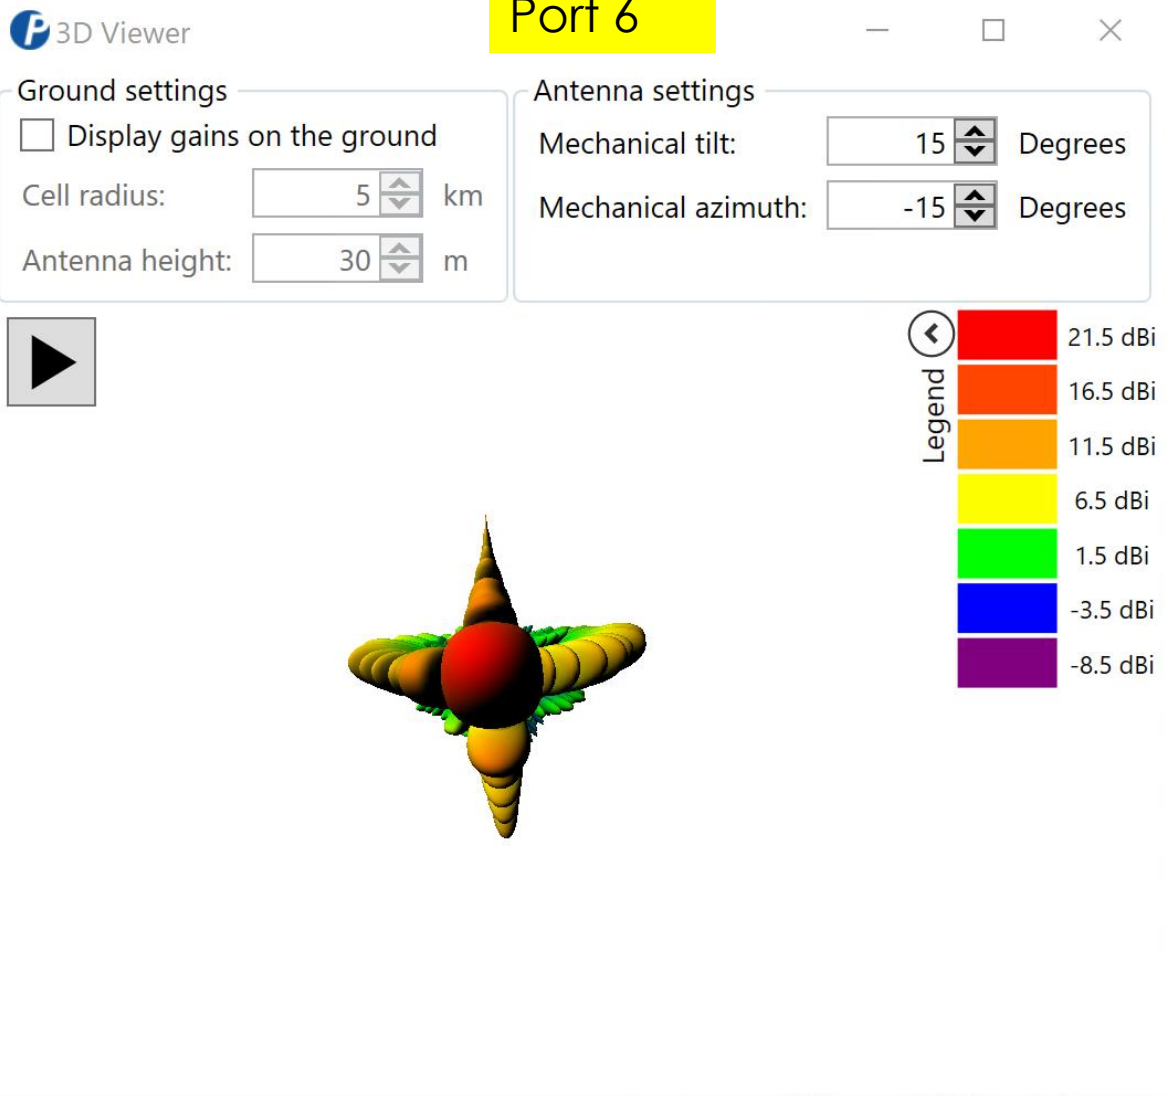 Port 6
3D Viewer
Ground settings
Display gains on the ground
Cell radius: 5 km
Antenna height: 30 m
Antenna settings
Mechanical tilt: 15 Degrees
Mechanical azimuth: -15 Degrees
Legend
21.5 dBi
16.5 dBi
11.5 dBi
6.5 dBi
1.5 dBi
-3.5 dBi
-8.5 dBi